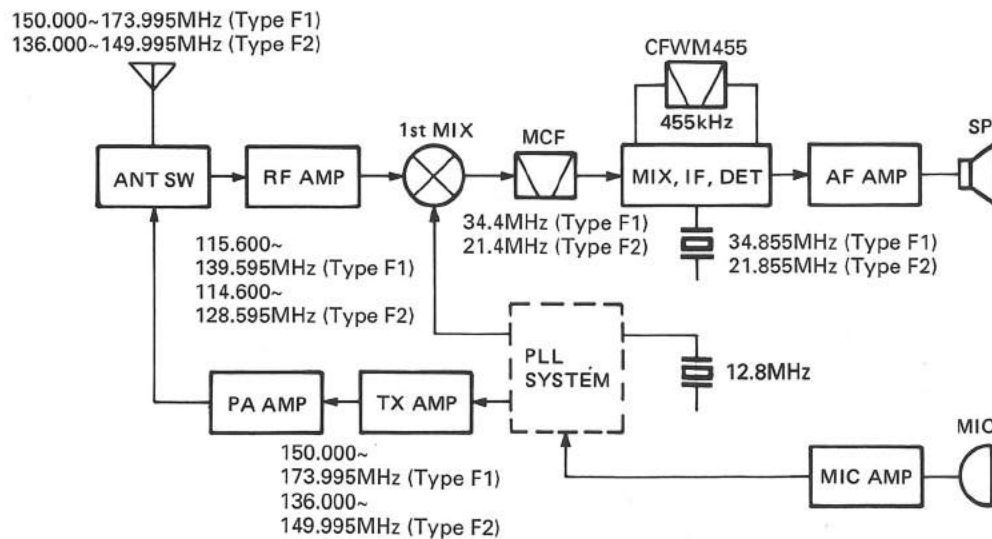 150.000~173.995MHz (Type F1)
136.000~149.995MHz (Type F2)
CFWM455
455kHz
1st MIX
MCF
SP
ANT SW
RF AMP
MIX, IF, DET
AF AMP
34.4MHz (Type F1)
21.4MHz (Type F2)
34.855MHz (Type F1)
21.855MHz (Type F2)
115.600~
139.595MHz (Type F1)
114.600~
128.595MHz (Type F2)
PLL
SYSTEM
12.8MHz
PA AMP
TX AMP
150.000~
173.995MHz (Type F1)
136.000~
149.995MHz (Type F2)
MIC AMP
MIC